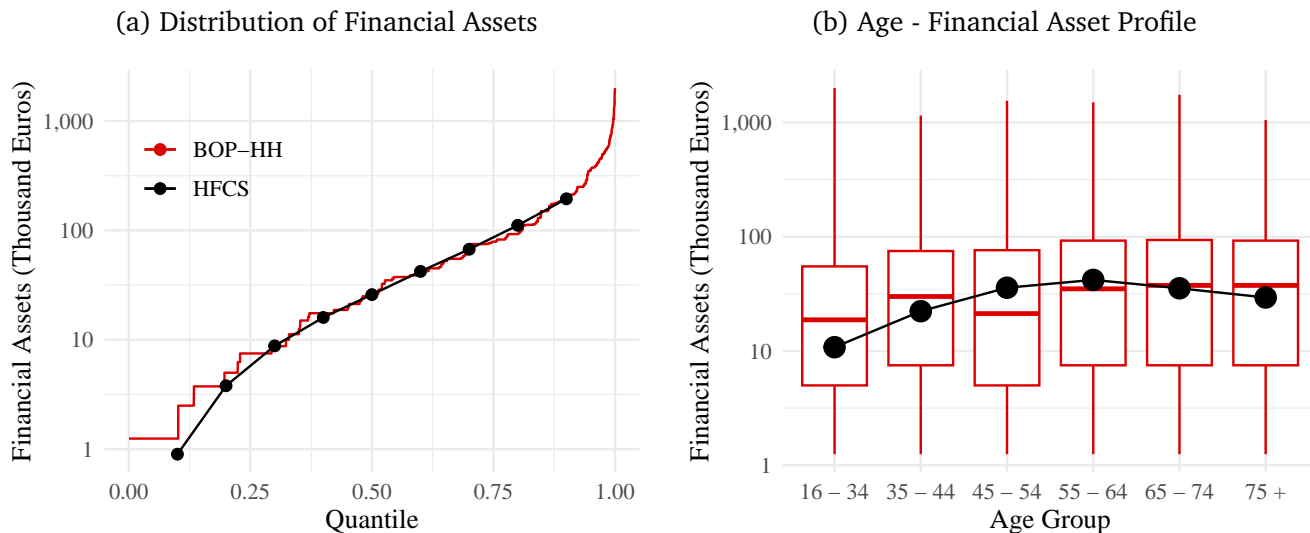 (a) Distribution of Financial Assets
Financial Assets (Thousand Euros)
1,000
100
10
1
BOP−HH
HFCS
0.00
0.25
0.50
0.75
1.00
Quantile
(b) Age - Financial Asset Profile
Financial Assets (Thousand Euros)
1,000
100
10
1
16 − 34
35 − 44
45 − 54
55 − 64
65 − 74
75 +
Age Group